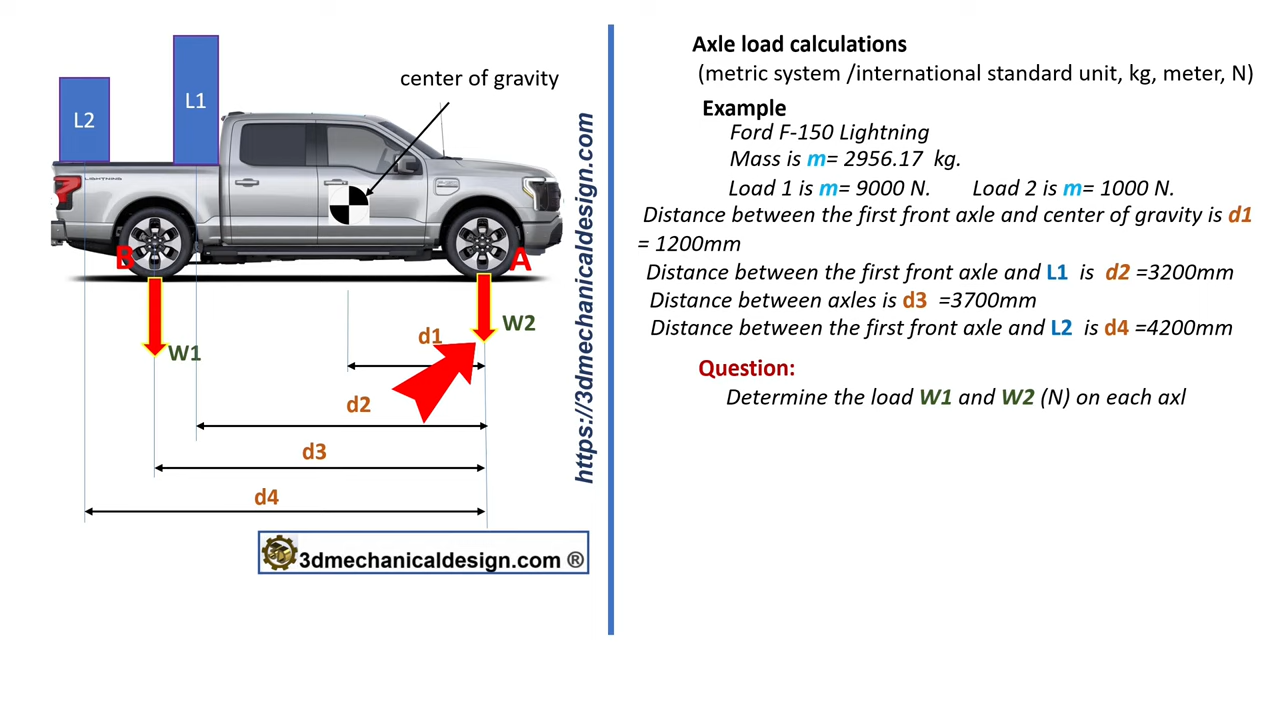 Axle load calculations
(metric system /international standard unit, kg, meter, N)
Example
Ford F-150 Lightning
Mass is m= 2956.17 kg.
Load 1 is m= 9000 N. Load 2 is m= 1000 N.
Distance between the first front axle and center of gravity is d1
= 1200mm
Distance between the first front axle and L1 is d2 =3200mm
Distance between axles is d3 =3700mm
Distance between the first front axle and L2 is d4 =4200mm
Question:
Determine the load W1 and W2 (N) on each axl
center of gravity
L1
L2
LIGHTNING
B
A
W2
W1
d1
d2
d3
d4
https://3dmechanicaldesign.com
3dmechanicaldesign.com ®